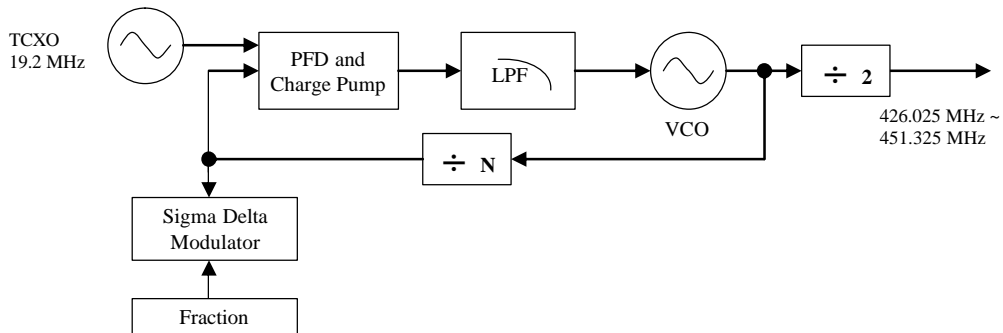 TCXO
19.2 MHz
PFD and
Charge Pump
LPF
VCO
÷ 2
426.025 MHz ~
451.325 MHz
÷ N
Sigma Delta
Modulator
Fraction